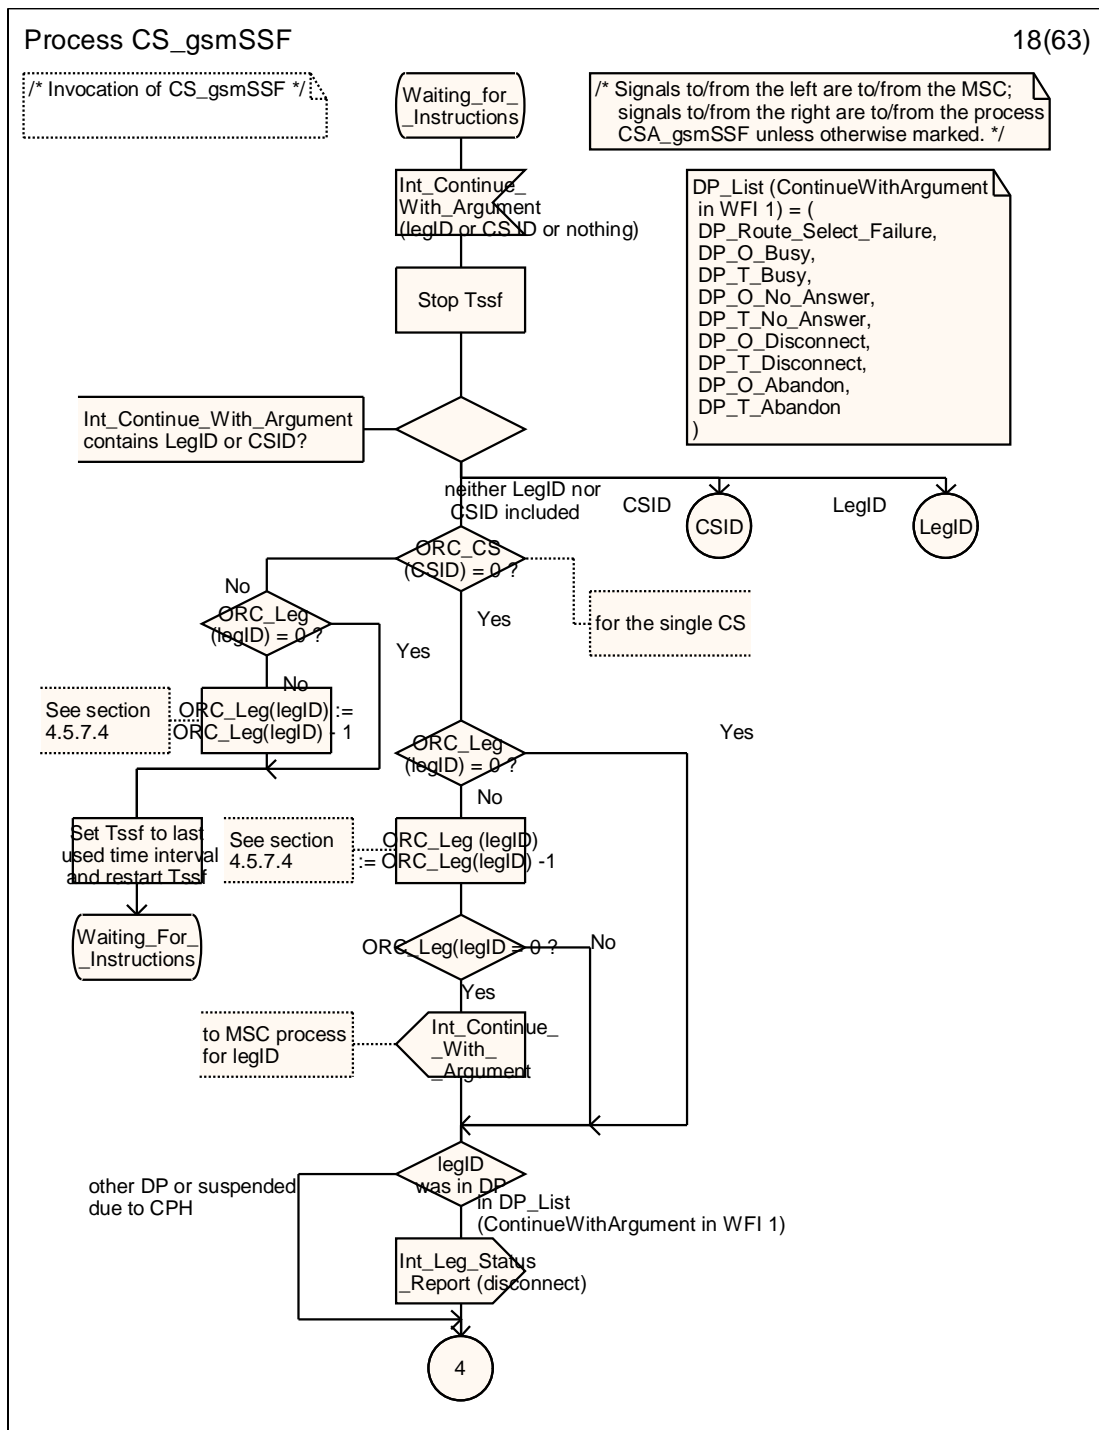 Process CS_gsmSSF
18(63)
/* Invocation of CS_gsmSSF */
Waiting_for_
_Instructions
/* Signals to/from the left are to/from the MSC;
signals to/from the right are to/from the process
CSA_gsmSSF unless otherwise marked. */
Int_Continue_
With_Argument
(legID or CS ID or nothing)
DP_List (ContinueWithArgument
in WFI 1) = (
DP_Route_Select_Failure,
DP_O_Busy,
DP_T_Busy,
DP_O_No_Answer,
DP_T_No_Answer,
DP_O_Disconnect,
DP_T_Disconnect,
DP_O_Abandon,
DP_T_Abandon
)
Stop Tssf
Int_Continue_With_Argument
contains LegID or CSID?
neither LegID nor
CSID included
CSID
CSID
LegID
LegID
ORC_CS
(CSID) = 0 ?
No
Yes
for the single CS
ORC_Leg
(legID) = 0 ?
Yes
No
See section
4.5.7.4
ORC_Leg(legID) :=
ORC_Leg(legID) - 1
ORC_Leg
(legID) = 0 ?
Yes
No
Set Tssf to last
used time interval
and restart Tssf
See section
4.5.7.4
ORC_Leg (legID)
:= ORC_Leg(legID) -1
Waiting_For_
_Instructions
ORC_Leg(legID = 0 ?
No
Yes
to MSC process
for legID
Int_Continue_
_With_
_Argument
legID
was in DP
other DP or suspended
due to CPH
in DP_List
(ContinueWithArgument in WFI 1)
Int_Leg_Status
_Report (disconnect)
4